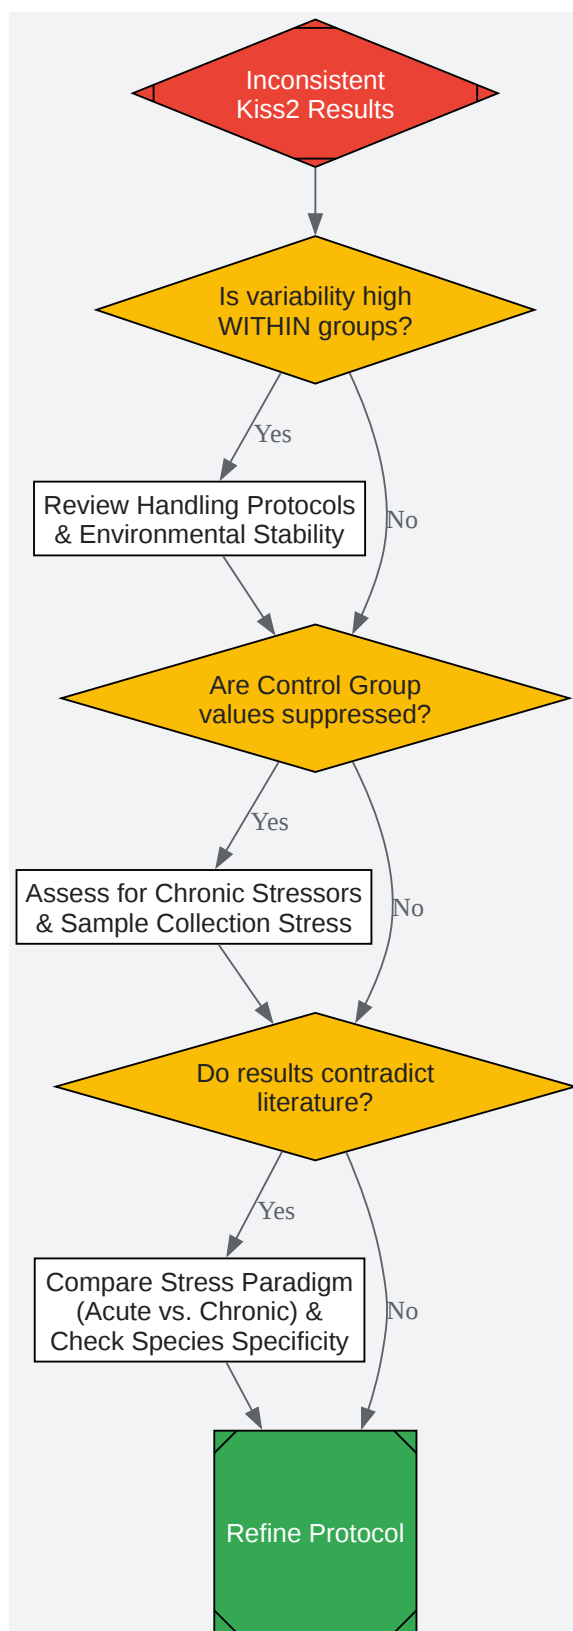 Inconsistent
Kiss2 Results
Is variability high
WITHIN groups?
Yes
Review Handling Protocols
& Environmental Stability
No
Are Control Group
values suppressed?
Yes
Assess for Chronic Stressors
& Sample Collection Stress
No
Do results contradict
literature?
Yes
Compare Stress Paradigm
(Acute vs. Chronic) &
Check Species Specificity
No
Refine Protocol